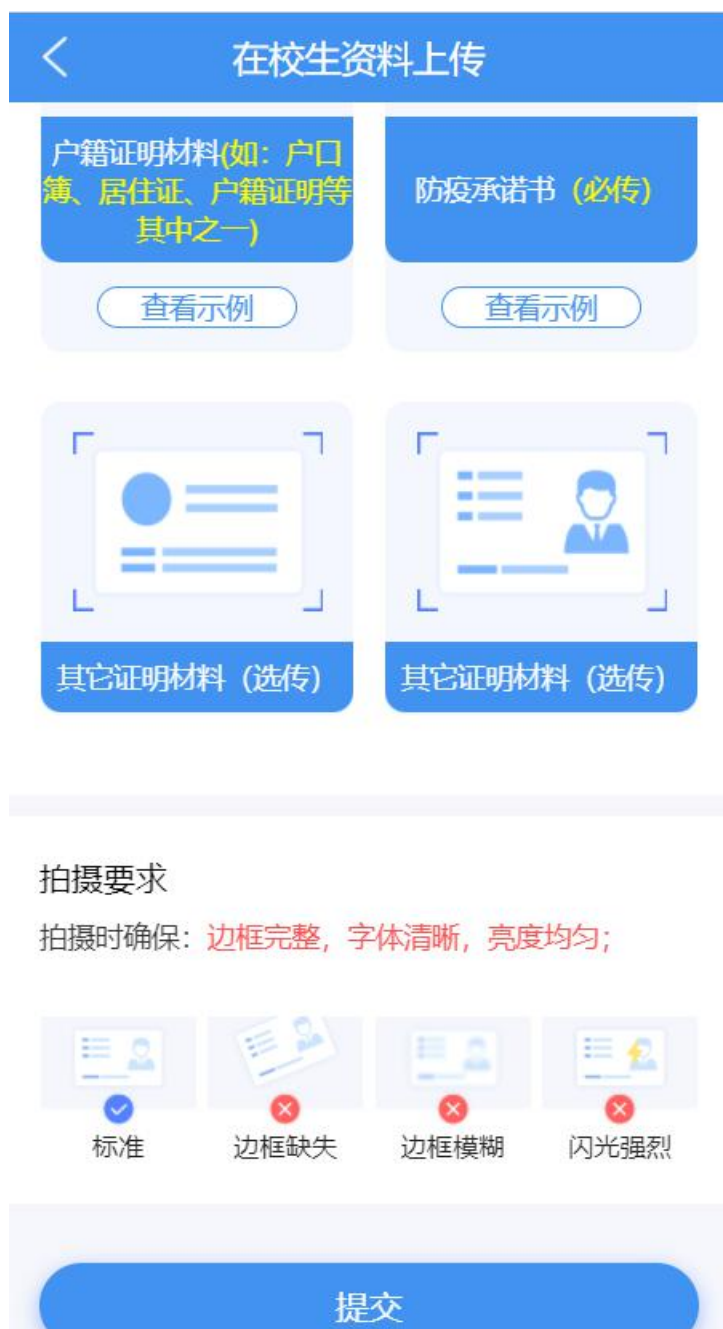 在校生资料上传
户籍证明材料(如：户口
簿、居住证、户籍证明等
其中之一)
防疫承诺书（必传）
查看示例
查看示例
其它证明材料（选传）
其它证明材料（选传）
拍摄要求
拍摄时确保：边框完整，字体清晰，亮度均匀；
标准
边框缺失
边框模糊
闪光强烈
提交